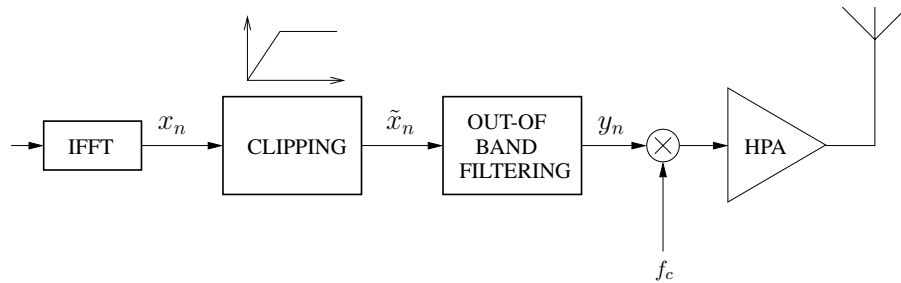 IFFT
x_n
CLIPPING
x̃_n
OUT-OF
BAND
FILTERING
y_n
HPA
f_c